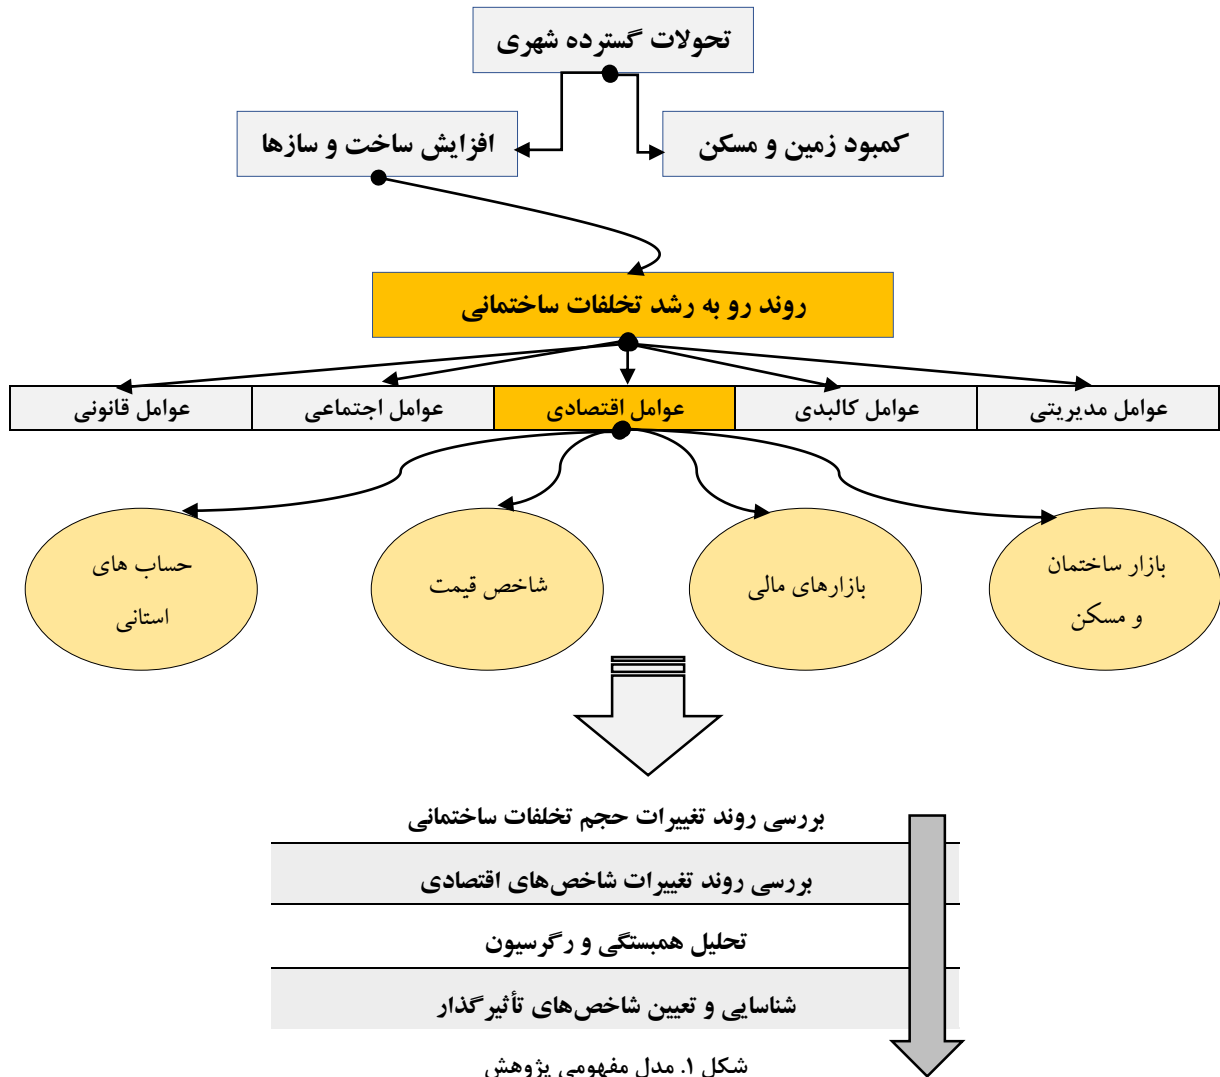 تحولات گسترده شهری
کمبود زمین و مسکن
افزایش ساخت و سازها
روند رو به رشد تخلفات ساختمانی
عوامل مدیریتی
عوامل کالبدی
عوامل اقتصادی
عوامل اجتماعی
عوامل قانونی
بازار ساختمان
و مسکن
بازارهای مالی
شاخص قیمت
حساب های
استانی
بررسی روند تغییرات حجم تخلفات ساختمانی
بررسی روند تغییرات شاخص‌های اقتصادی
تحلیل همبستگی و رگرسیون
شناسایی و تعیین شاخص‌های تأثیرگذار
شکل ۱. مدل مفهومی پژوهش